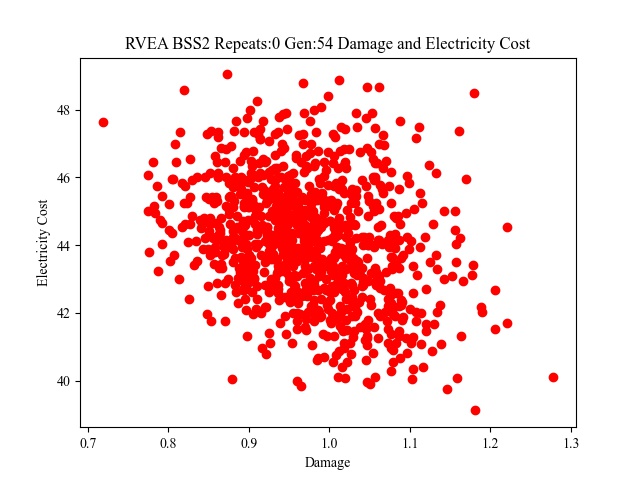 RVEA BSS2 Repeats:0 Gen:54 Damage and Electricity Cost
48
46
44
42
40
Electricity Cost
0.7 0.8 0.9 1.0 1.1 1.2 1.3
Damage